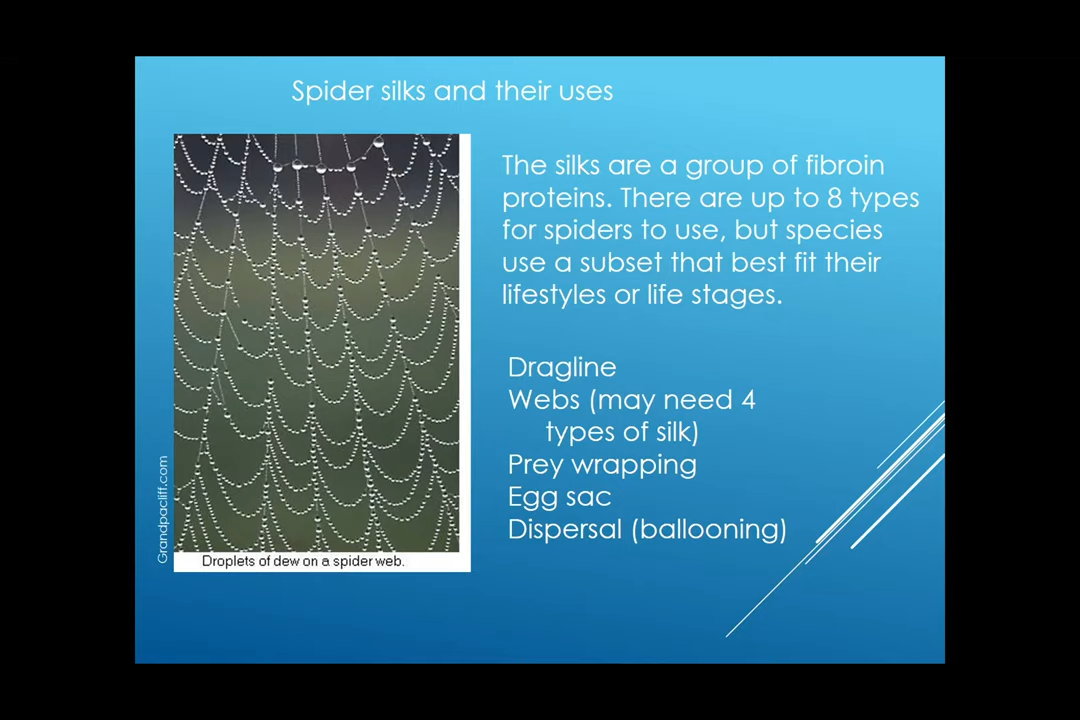 Spider silks and their uses
The silks are a group of fibroin
proteins. There are up to 8 types
for spiders to use, but species
use a subset that best fit their
lifestyles or life stages.
Dragline
Webs (may need 4
types of silk)
Prey wrapping
Egg sac
Dispersal (ballooning)
Grandpacliff.com
Droplets of dew on a spider web.